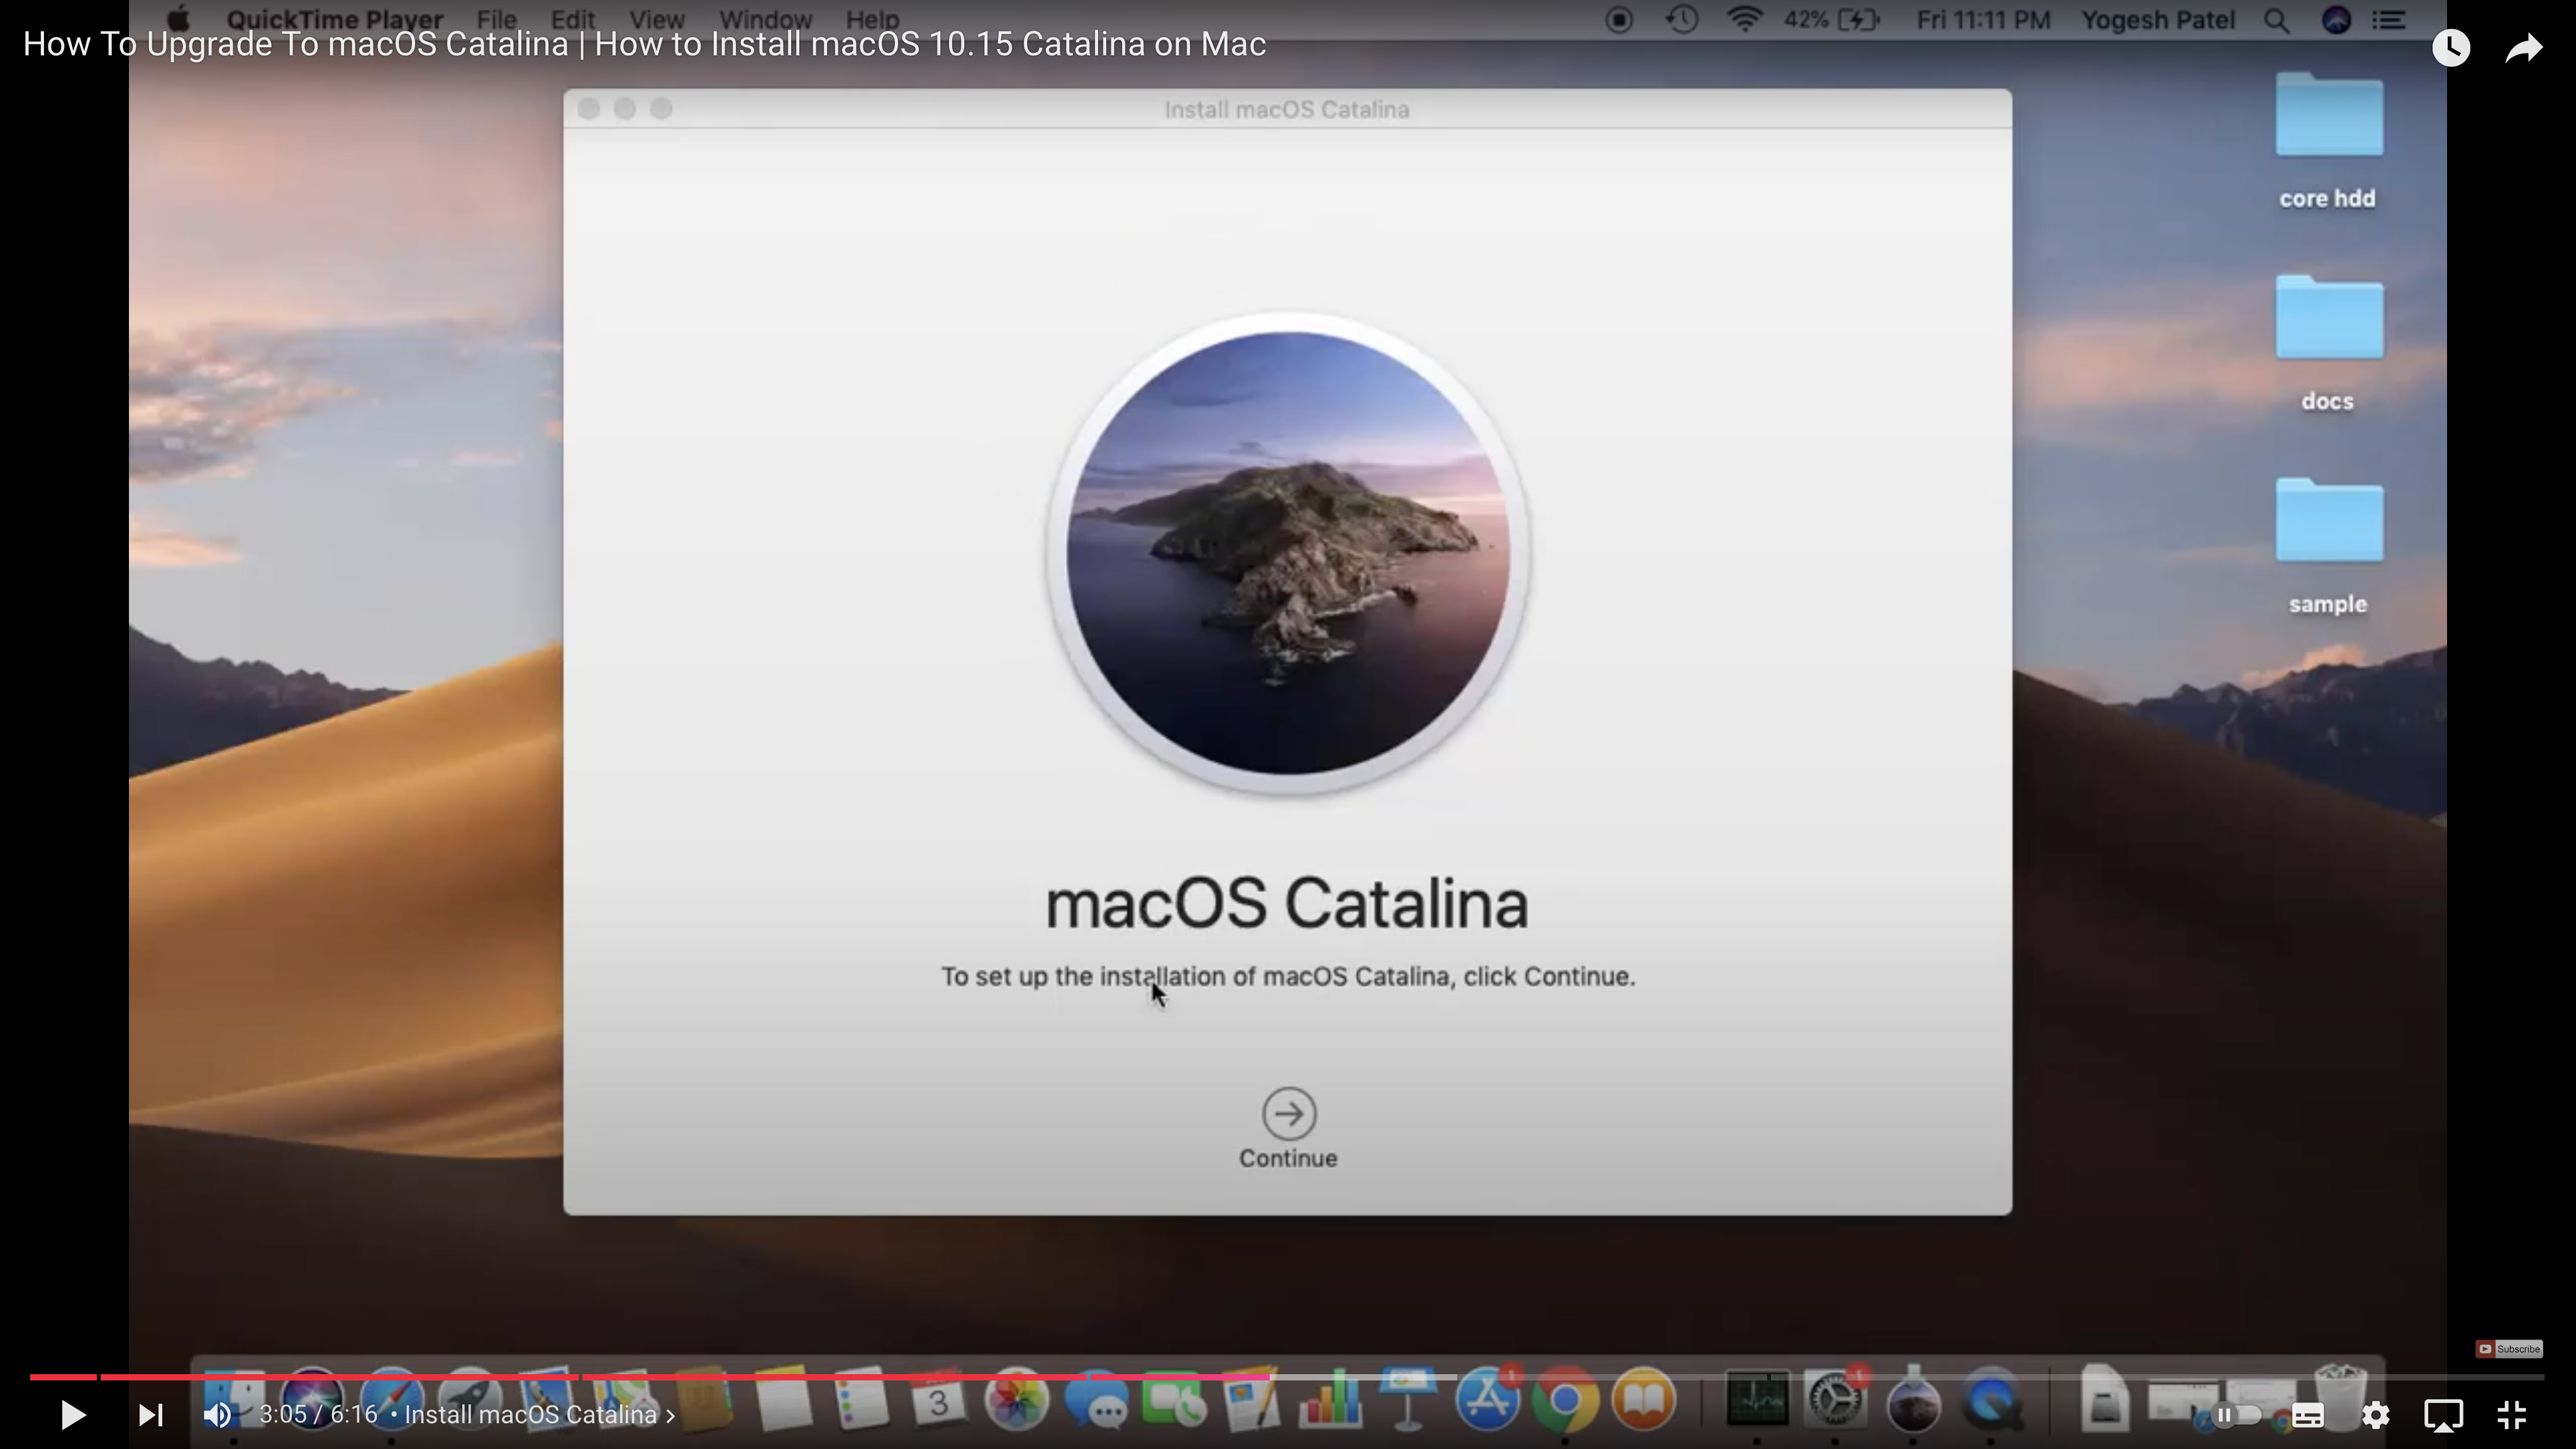 QuickTime Player File Edit View Window Help 42% Fri 11:11 PM Yogesh Patel
How To Upgrade To macOS Catalina | How to Install macOS 10.15 Catalina on Mac
Install macOS Catalina
core hdd
docs
sample
macOS Catalina
To set up the installation of macOS Catalina, click Continue.
Continue
Subscribe
3
1
1
3:05 / 6:16 • Install macOS Catalina >